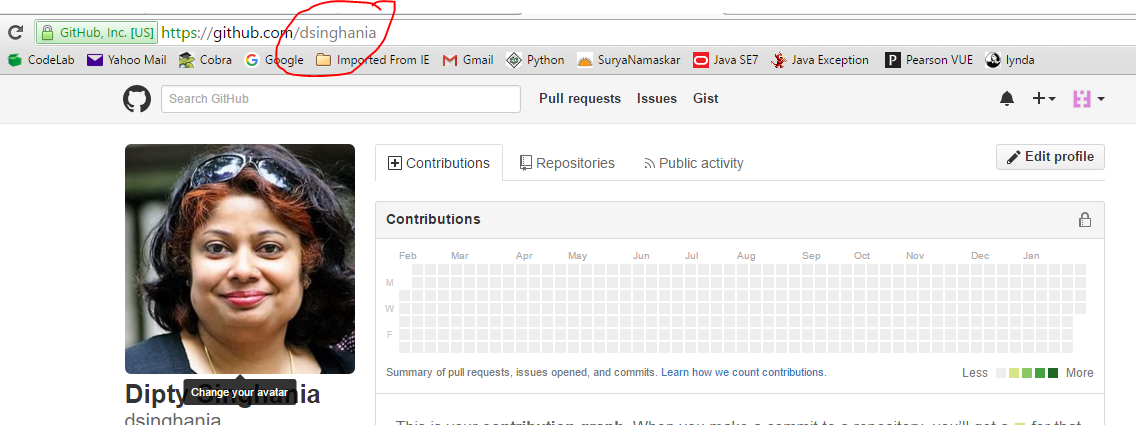 GitHub, Inc. [US] https://github.com/dsinghania
CodeLab Yahoo Mail Cobra Google Imported From IE Gmail Python SuryaNamaskar Java SE7 Java Exception Pearson VUE lynda
Search GitHub Pull requests Issues Gist
Contributions Repositories Public activity Edit profile
Contributions
Feb Mar Apr May Jun Jul Aug Sep Oct Nov Dec Jan
M
W
F
Summary of pull requests, issues opened, and commits. Learn how we count contributions. Less More
Change your avatar
Dipty Singhania
dsinghania
This is your contribution graph. When you make a commit to a repository, you'll get a for that